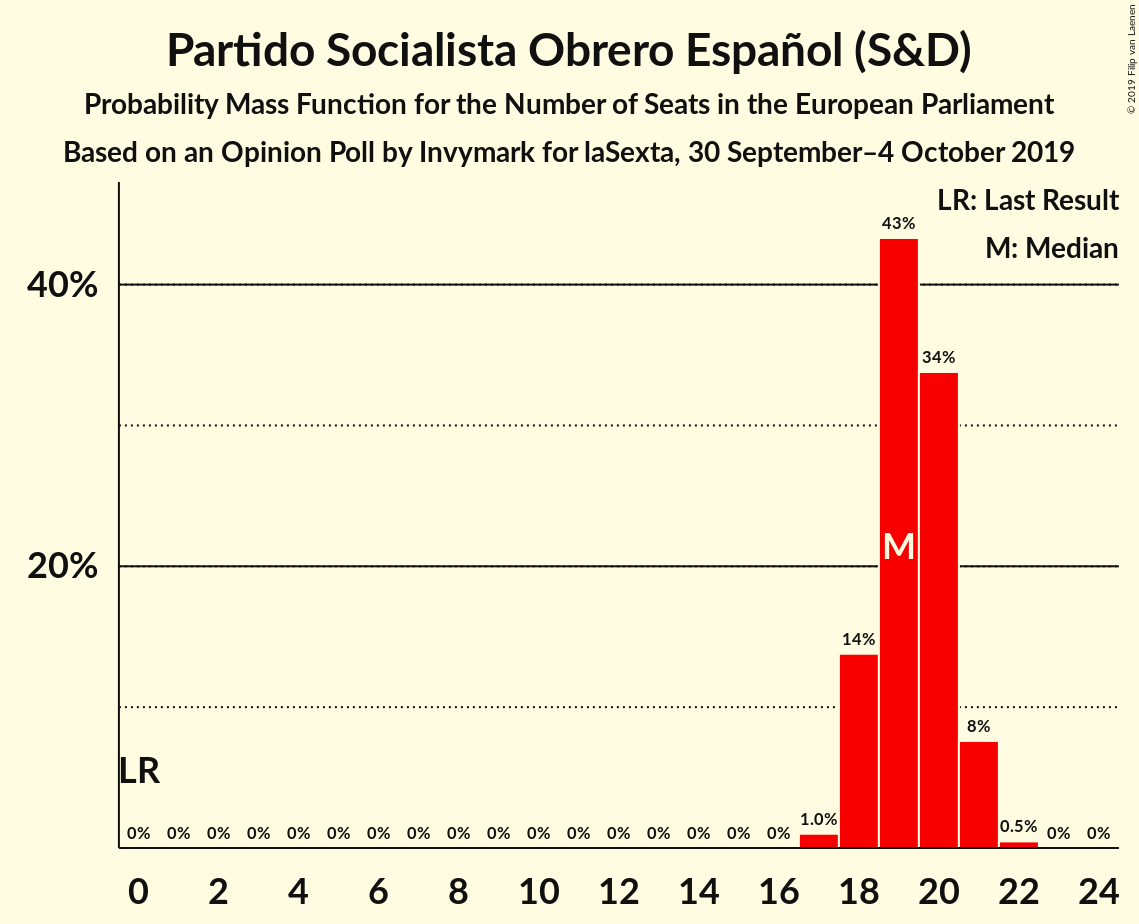 Partido Socialista Obrero Español (S&D)
Probability Mass Function for the Number of Seats in the European Parliament
Based on an Opinion Poll by Invymark for laSexta, 30 September–4 October 2019
© 2019 Filip van Laenen
LR: Last Result
M: Median
43%
40%
34%
M
20%
14%
8%
LR
0% 0% 0% 0% 0% 0% 0% 0% 0% 0% 0% 0% 0% 0% 0% 0% 0% 1.0% 0.5% 0% 0%
0 2 4 6 8 10 12 14 16 18 20 22 24